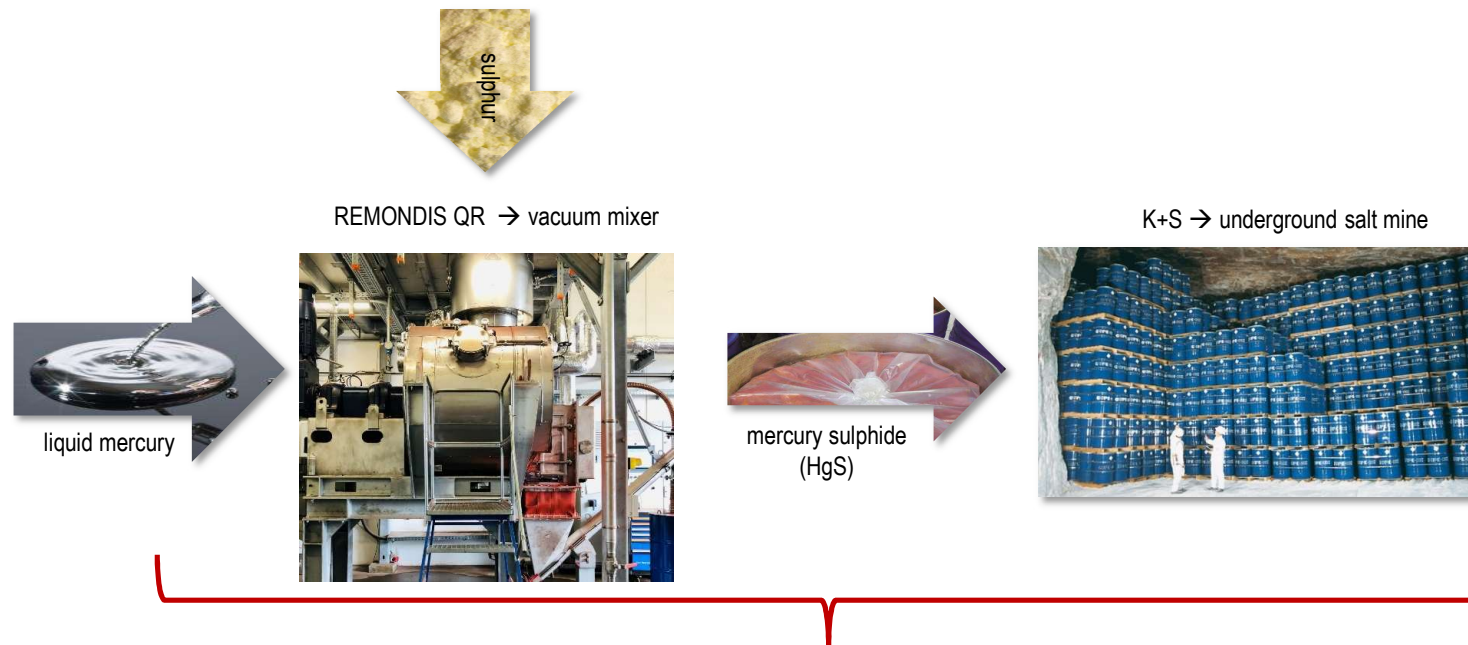 sulphur
REMONDIS QR → vacuum mixer
K+S → underground salt mine
liquid mercury
mercury sulphide
(HgS)